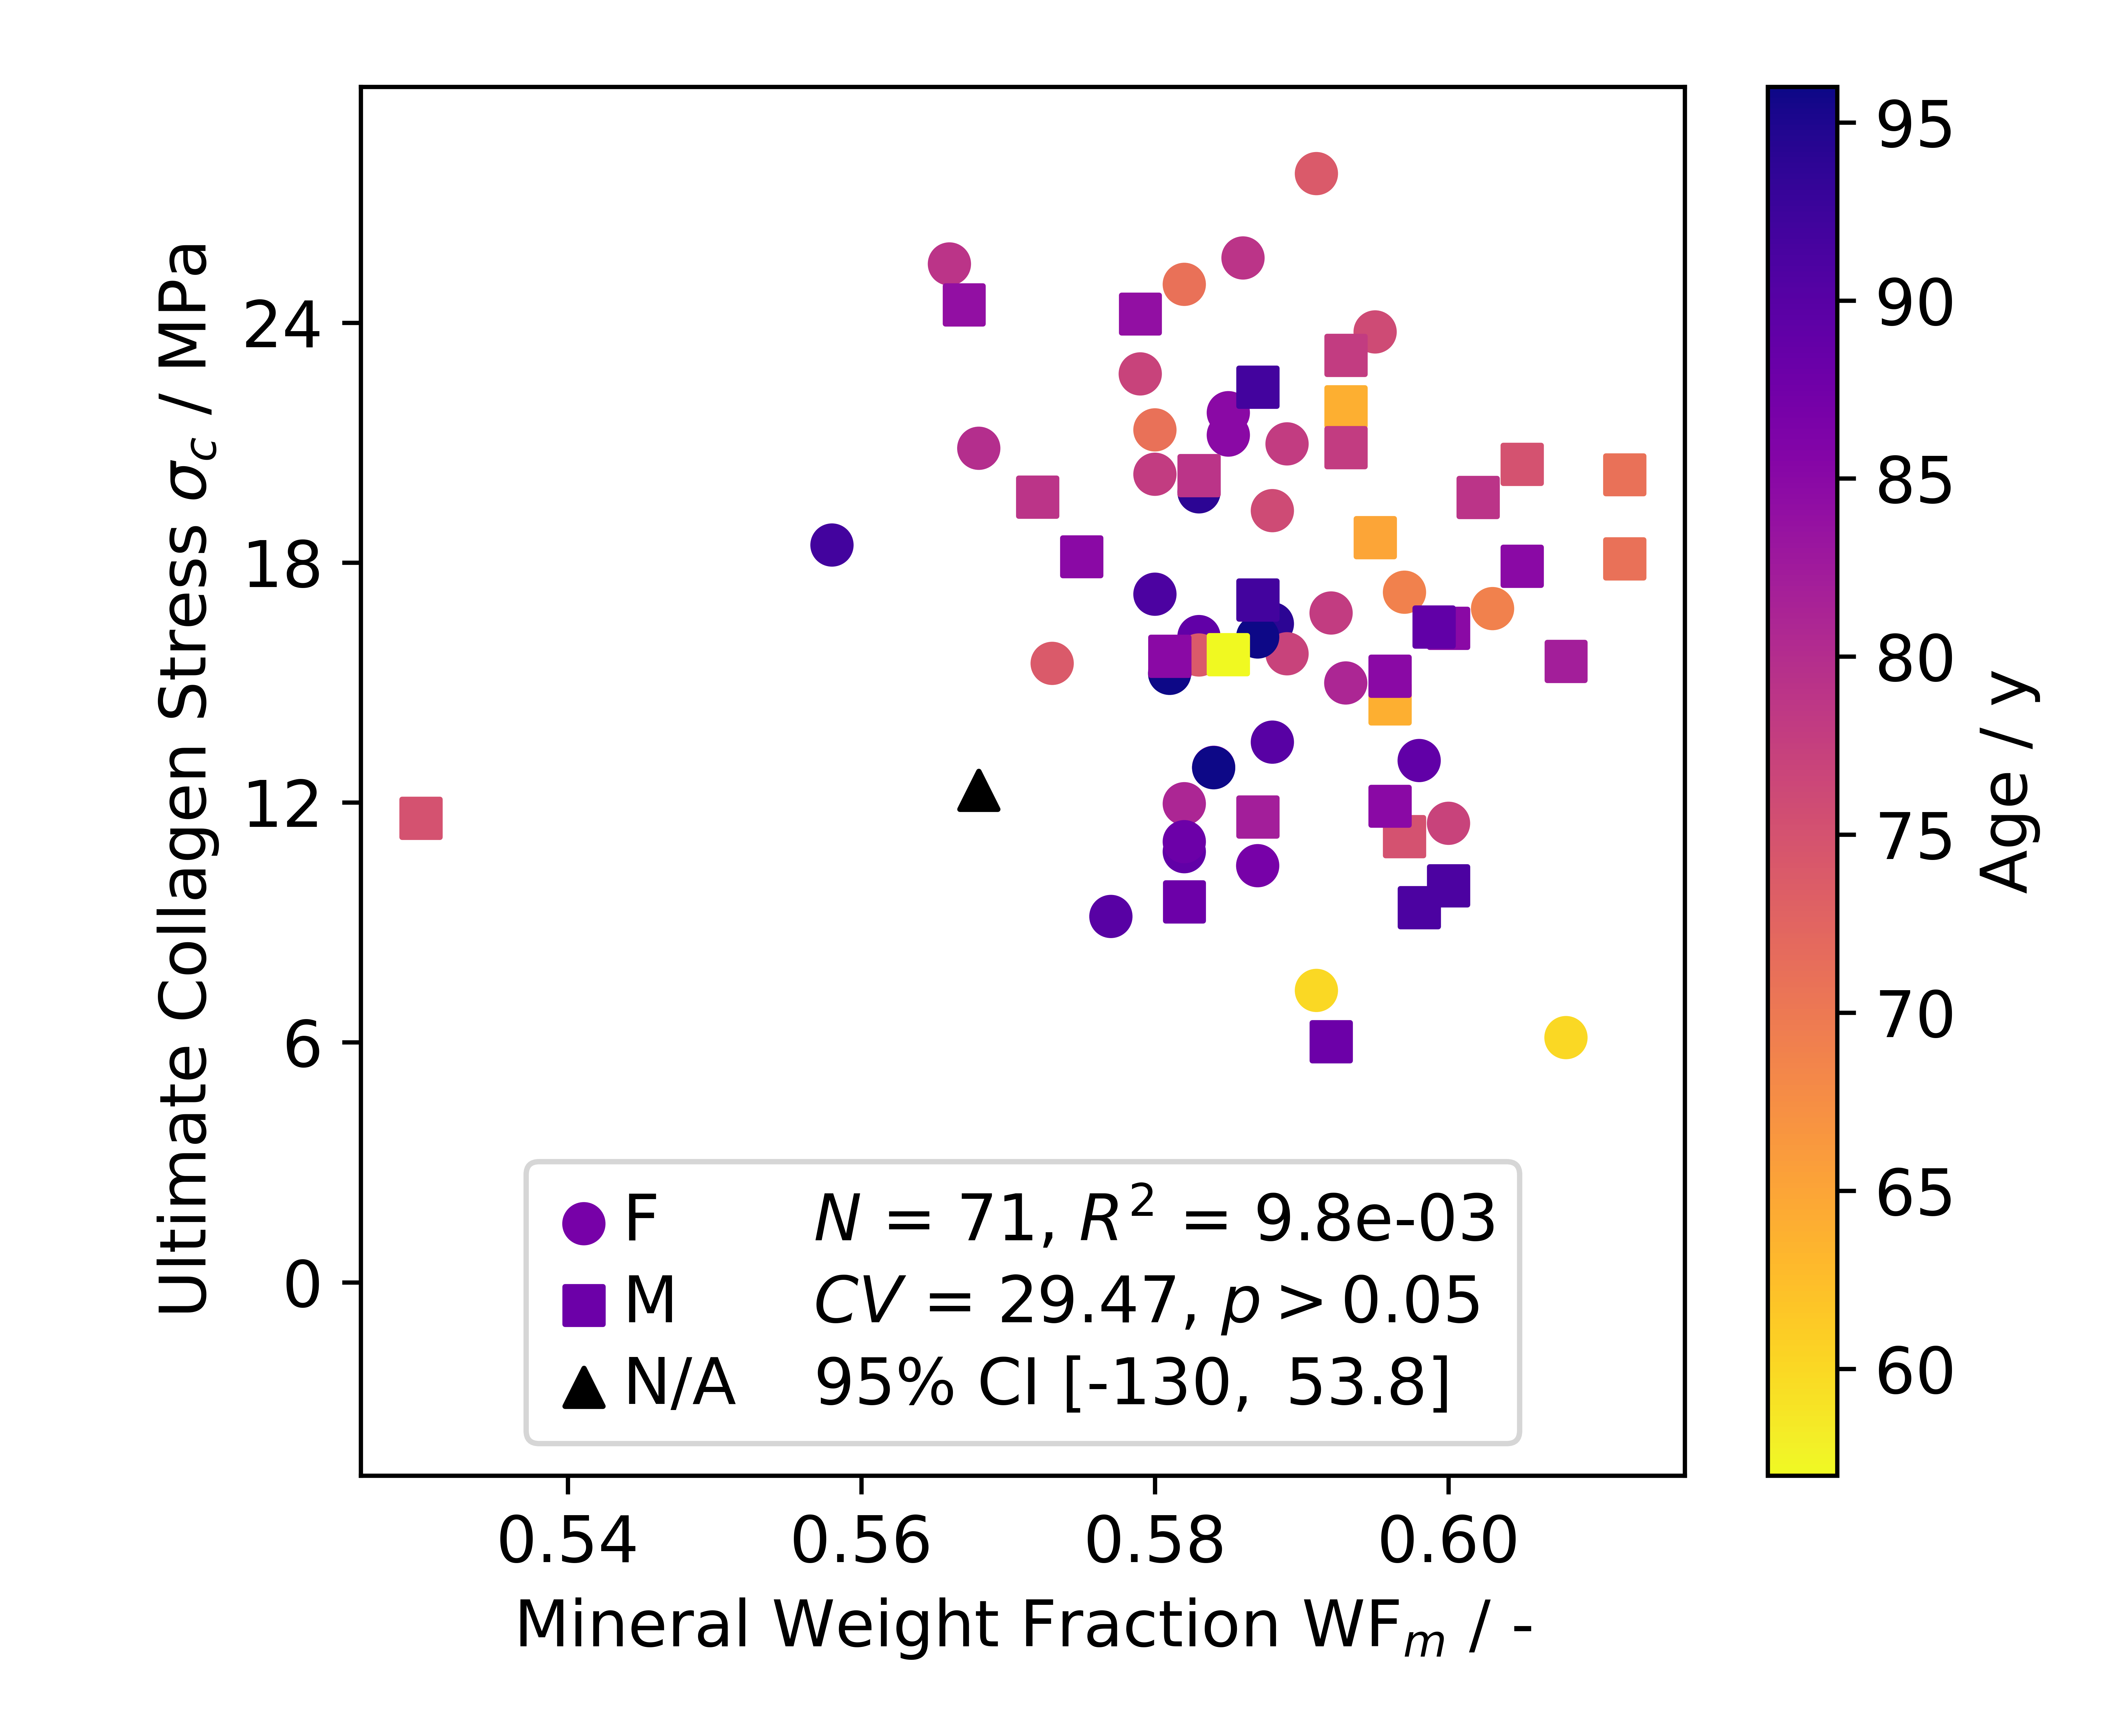 Ultimate Collagen Stress σc / MPa
24
18
12
6
0
F N = 71, R² = 9.8e-03
M CV = 29.47, p > 0.05
N/A 95% CI [-130, 53.8]
0.54 0.56 0.58 0.60
Mineral Weight Fraction WFm / -
95
90
85
80
75
70
65
60
Age / y